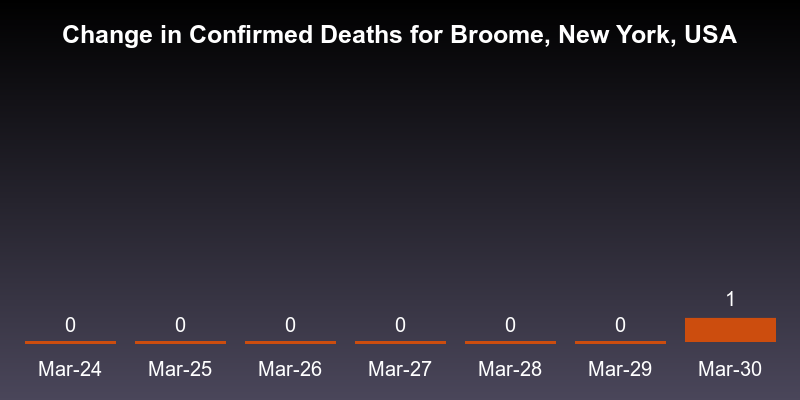 Change in Confirmed Deaths for Broome, New York, USA
0 0 0 0 0 0 1
Mar-24 Mar-25 Mar-26 Mar-27 Mar-28 Mar-29 Mar-30